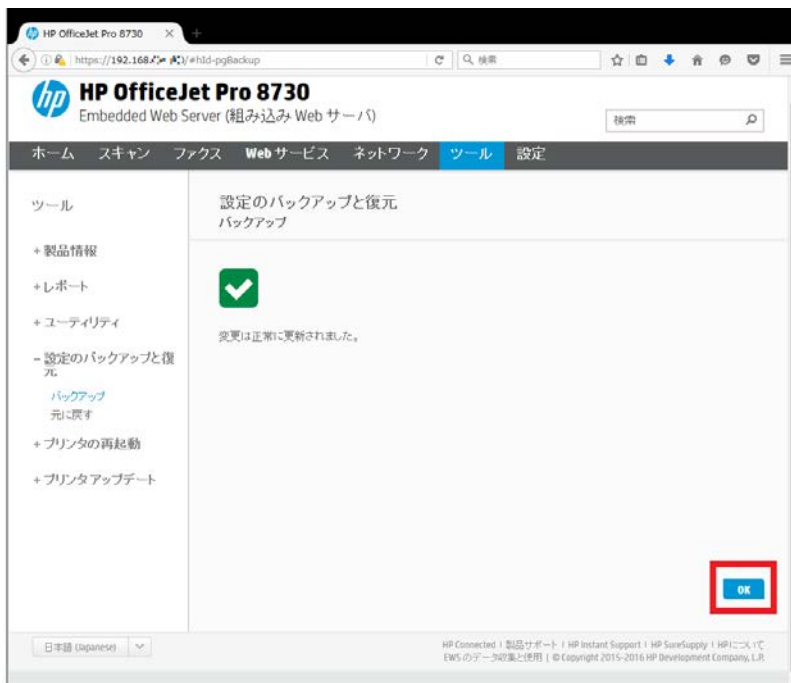 HP OfficeJet Pro 8730
https://192.168. /#hId-pgBackup
検索
hp
HP OfficeJet Pro 8730
Embedded Web Server (組み込み Web サーバ)
検索
ホーム スキャン ファクス Web サービス ネットワーク ツール 設定
ツール
設定のバックアップと復元
バックアップ
+ 製品情報
+ レポート
+ ユーティリティ
変更は正常に更新されました。
- 設定のバックアップと復
元
バックアップ
元に戻す
+ プリンタの再起動
+ プリンタ アップデート
OK
日本語 (Japanese)
HP Connected | 製品サポート | HP Instant Support | HP SureSupply | HPについて
EWS のデータ収集と使用 | © Copyright 2015-2016 HP Development Company, L.P.